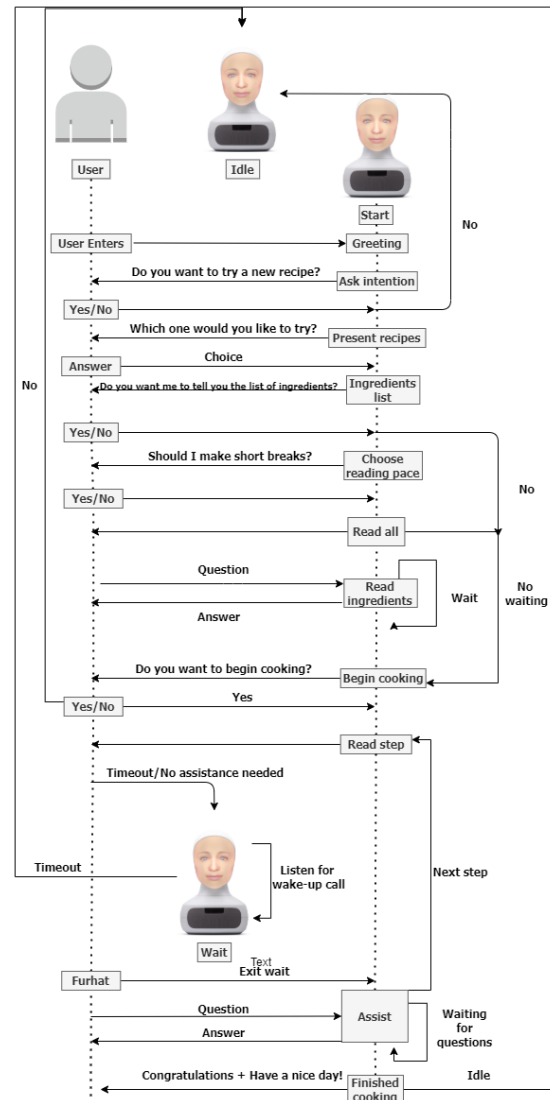 User
Idle
Start
No
User Enters
Greeting
Do you want to try a new recipe?
Ask intention
Yes/No
Which one would you like to try?
Present recipes
Answer
Choice
No
Do you want me to tell you the list of ingredients?
Ingredients
list
Yes/No
Should I make short breaks?
Choose
reading pace
No
Yes/No
Read all
Question
Read
ingredients
Wait
No
waiting
Answer
Do you want to begin cooking?
Begin cooking
Yes/No
Yes
Read step
Timeout/No assistance needed
Timeout
Listen for
wake-up call
Next step
Wait
Text
Exit wait
Furhat
Question
Assist
Waiting
for
questions
Answer
Congratulations + Have a nice day!
Finished
cooking
Idle